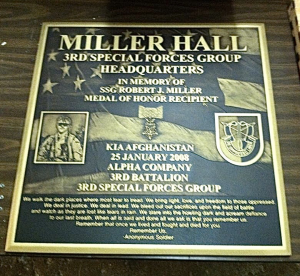 MILLER HALL
3RD SPECIAL FORCES GROUP
HEADQUARTERS
IN MEMORY OF
SSG ROBERT J. MILLER
MEDAL OF HONOR RECIPIENT
KIA AFGHANISTAN
25 JANUARY 2008
ALPHA COMPANY
3RD BATTALION
3RD SPECIAL FORCES GROUP
We walk the dark places where most fear to tread. We bring light, love, and freedom to those oppressed.
We deal in justice. We deal in lead. We bleed out our sacrifices upon the field of battle
and watch as they are lost like tears in rain. We stare into the howling dark and scream defiance
to our last breath. When all is said and done all we ask is that you remember us.
Remember that once we lived and fought and died for you.
Remember Us.
-Anonymous Soldier